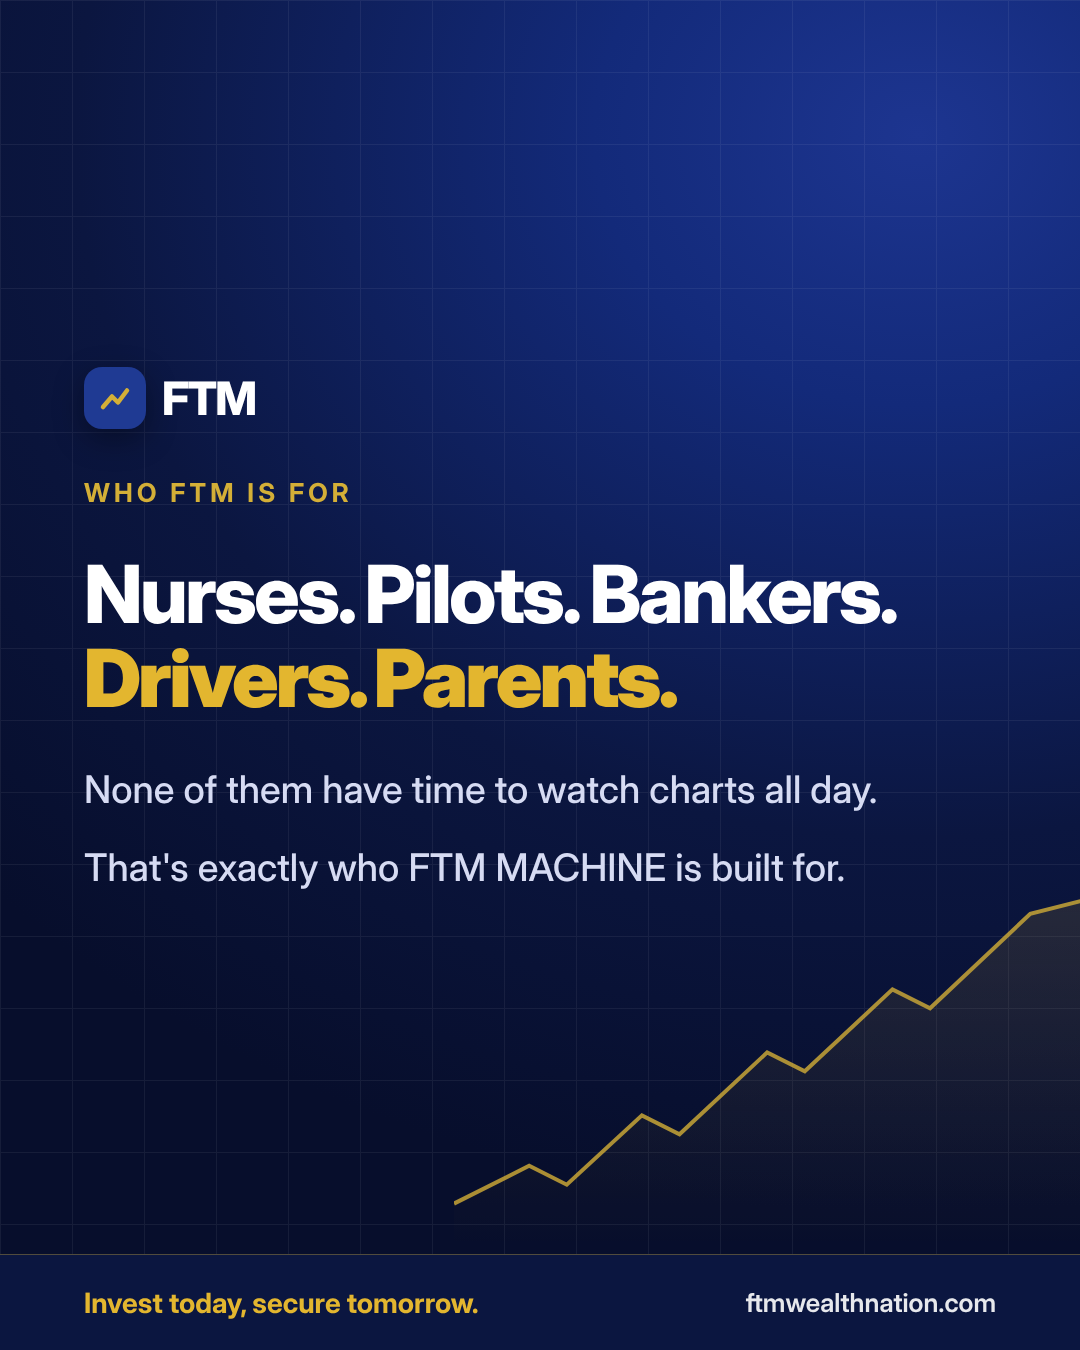 FTM
WHO FTM IS FOR
Nurses. Pilots. Bankers.
Drivers. Parents.
None of them have time to watch charts all day.
That's exactly who FTM MACHINE is built for.
Invest today, secure tomorrow.
ftmwealthnation.com